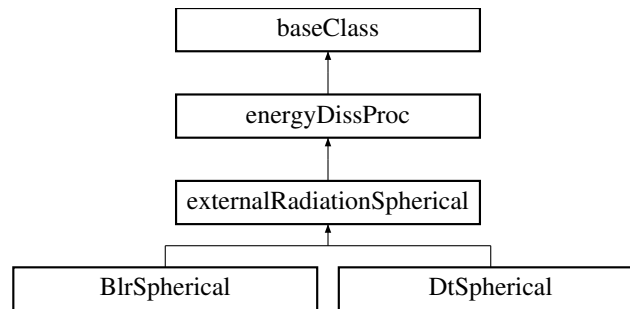 baseClass
energyDissProc
externalRadiationSpherical
BlrSpherical
DtSpherical